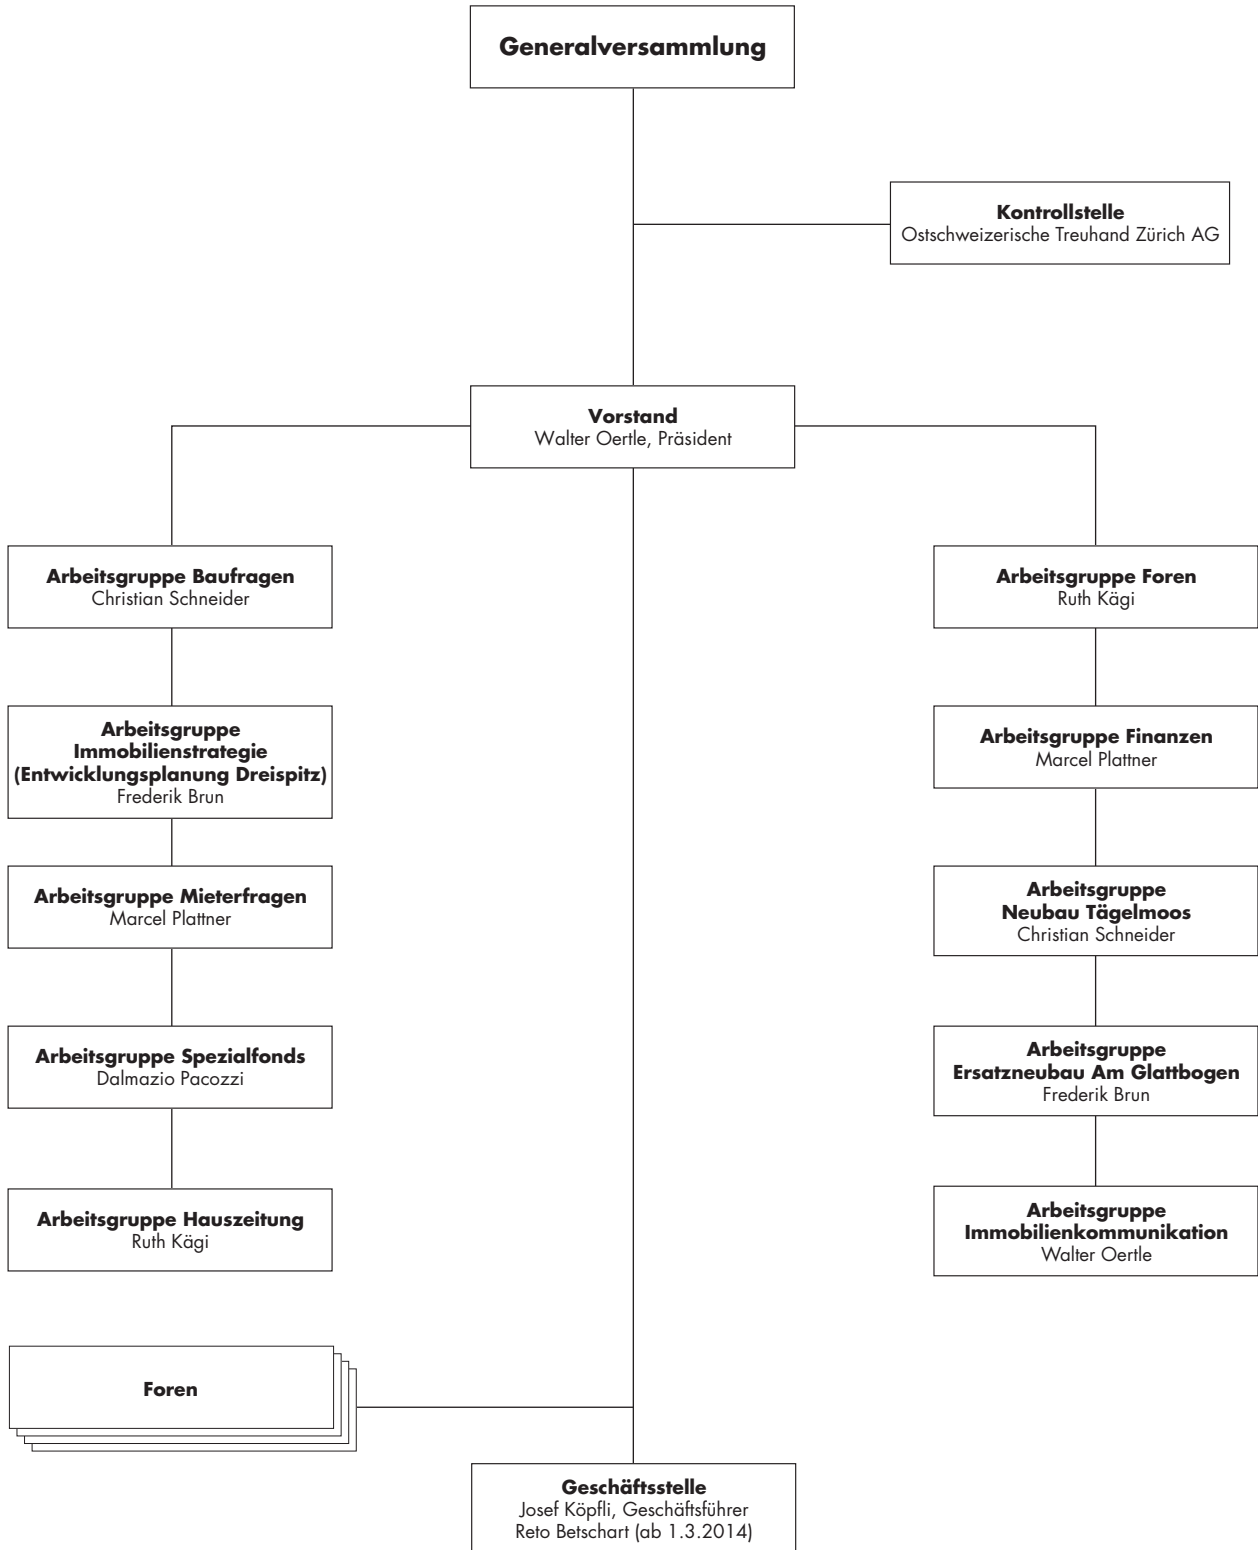 Generalversammlung
Kontrollstelle
Ostschweizerische Treuhand Zürich AG
Vorstand
Walter Oertle, Präsident
Arbeitsgruppe Baufragen
Christian Schneider
Arbeitsgruppe
Immobilienstrategie
(Entwicklungsplanung Dreispitz)
Frederik Brun
Arbeitsgruppe Mieterfragen
Marcel Plattner
Arbeitsgruppe Spezialfonds
Dalmazio Pacozzi
Arbeitsgruppe Hauszeitung
Ruth Kägi
Arbeitsgruppe Foren
Ruth Kägi
Arbeitsgruppe Finanzen
Marcel Plattner
Arbeitsgruppe
Neubau Tägelmoos
Christian Schneider
Arbeitsgruppe
Ersatzneubau Am Glattbogen
Frederik Brun
Arbeitsgruppe
Immobilienkommunikation
Walter Oertle
Foren
Geschäftsstelle
Josef Köpfli, Geschäftsführer
Reto Betschart (ab 1.3.2014)